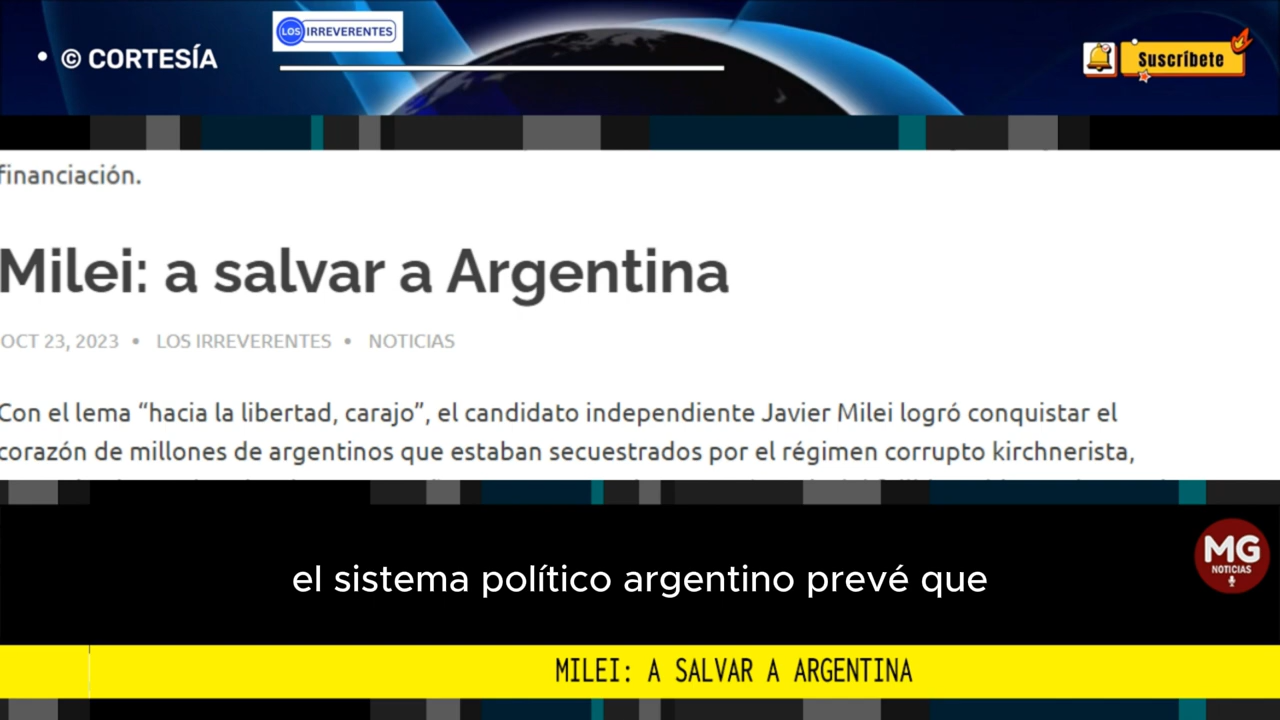 • © CORTESÍA
LOS IRREVERENTES
Suscríbete
financiación.
Milei: a salvar a Argentina
OCT 23, 2023 • LOS IRREVERENTES • NOTICIAS
Con el lema “hacia la libertad, carajo”, el candidato independiente Javier Milei logró conquistar el
corazón de millones de argentinos que estaban secuestrados por el régimen corrupto kirchnerista,
el sistema político argentino prevé que
MG
NOTICIAS
MILEI: A SALVAR A ARGENTINA